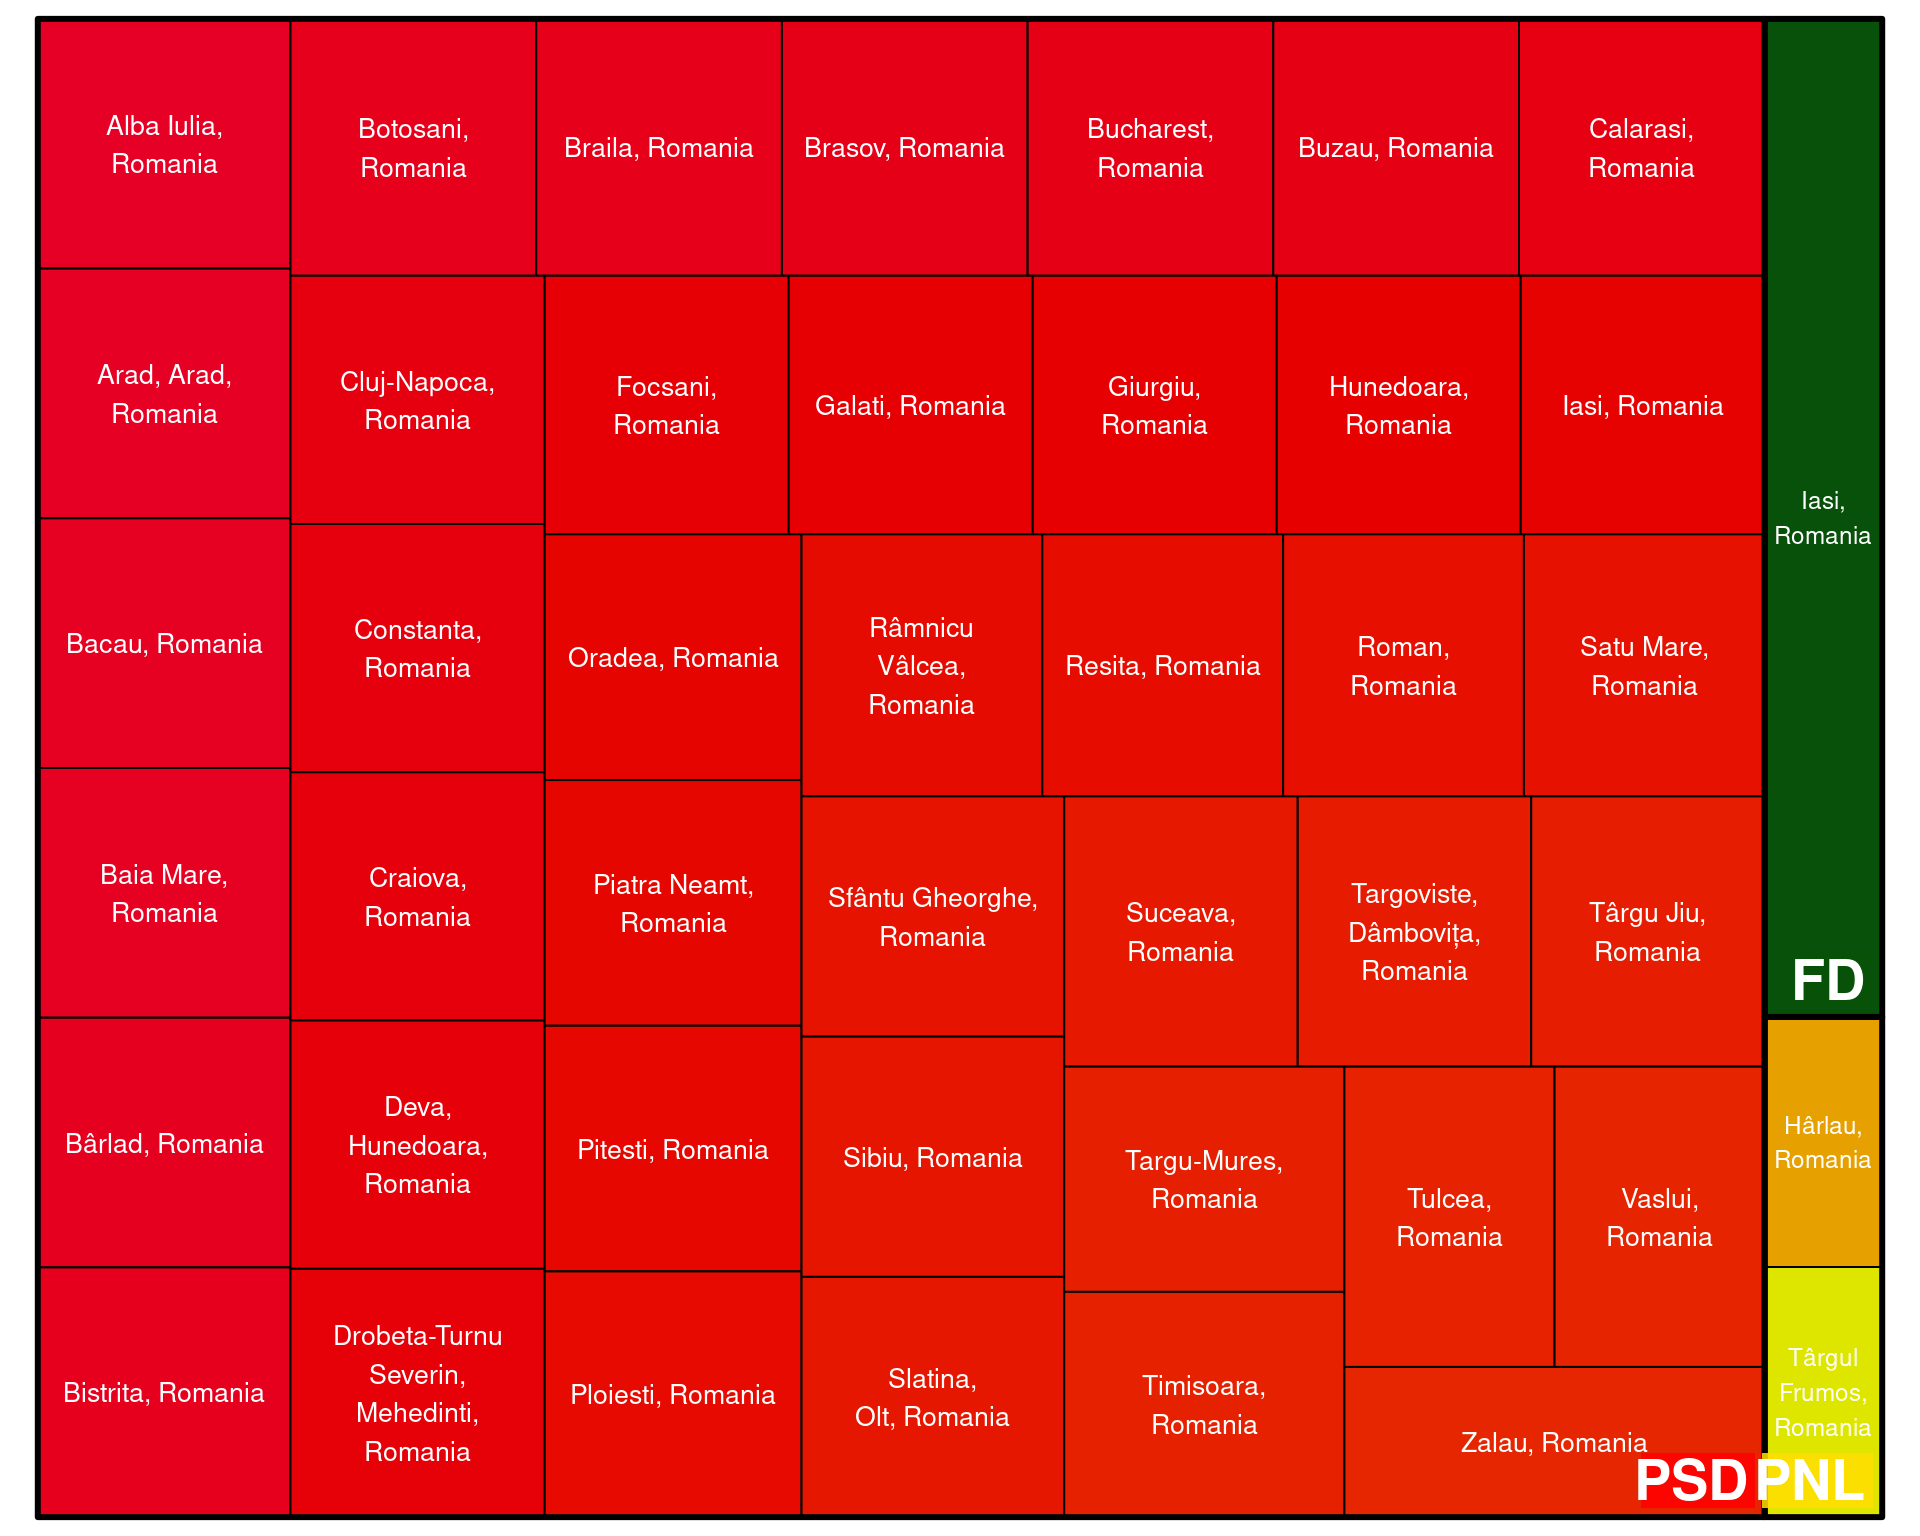 Alba Iulia,
Romania
Botosani,
Romania
Braila, Romania
Brasov, Romania
Bucharest,
Romania
Buzau, Romania
Calarasi,
Romania
Arad, Arad,
Romania
Cluj-Napoca,
Romania
Focsani,
Romania
Galati, Romania
Giurgiu,
Romania
Hunedoara,
Romania
Iasi, Romania
Iasi,
Romania
Bacau, Romania
Constanta,
Romania
Oradea, Romania
Râmnicu
Vâlcea,
Romania
Resita, Romania
Roman,
Romania
Satu Mare,
Romania
Baia Mare,
Romania
Craiova,
Romania
Piatra Neamt,
Romania
Sfântu Gheorghe,
Romania
Suceava,
Romania
Targoviste,
Dâmbovița,
Romania
Târgu Jiu,
Romania
FD
Bârlad, Romania
Deva,
Hunedoara,
Romania
Pitesti, Romania
Sibiu, Romania
Targu-Mures,
Romania
Tulcea,
Romania
Vaslui,
Romania
Hârlau,
Romania
Bistrita, Romania
Drobeta-Turnu
Severin,
Mehedinti,
Romania
Ploiesti, Romania
Slatina,
Olt, Romania
Timisoara,
Romania
Zalau, Romania
Târgul
Frumos,
Romania
PSD
PNL